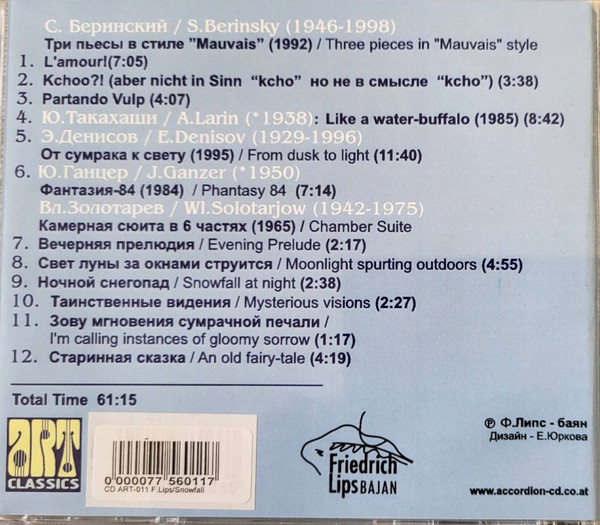 С. Беринский / S.Berinsky (1946-1998)
Три пьесы в стиле "Mauvais" (1992) / Three pieces in "Mauvais" style
1. L'amour!(7:05)
2. Kchoo?! (aber nicht in Sinn “kcho” но не в смысле “kcho”) (3:38)
3. Partando Vulp (4:07)
4. Ю.Такахаши / A.Larin (*1938): Like a water-buffalo (1985) (8:42)
5. Э.Денисов / E.Denisov (1929-1996)
От сумрака к свету (1995) / From dusk to light (11:40)
6. Ю.Ганцер / J.Ganzer (*1950)
Фантазия-84 (1984) / Phantasy 84 (7:14)
Вл.Золотарев / Wl.Solotarjow (1942-1975)
Камерная сюита в 6 частях (1965) / Chamber Suite
7. Вечерняя прелюдия / Evening Prelude (2:17)
8. Свет луны за окнами струится / Moonlight spurting outdoors (4:55)
9. Ночной снегопад / Snowfall at night (2:38)
10. Таинственные видения / Mysterious visions (2:27)
11. Зову мгновения сумрачной печали /
I'm calling instances of gloomy sorrow (1:17)
12. Старинная сказка / An old fairy-tale (4:19)
Total Time 61:15
ART
CLASSICS
0 000077 560117
CD ART-011 F.Lips/Snowfall
Friedrich
Lips BAJAN
℗ Ф.Липс - баян
Дизайн - Е.Юркова
www.accordion-cd.co.at